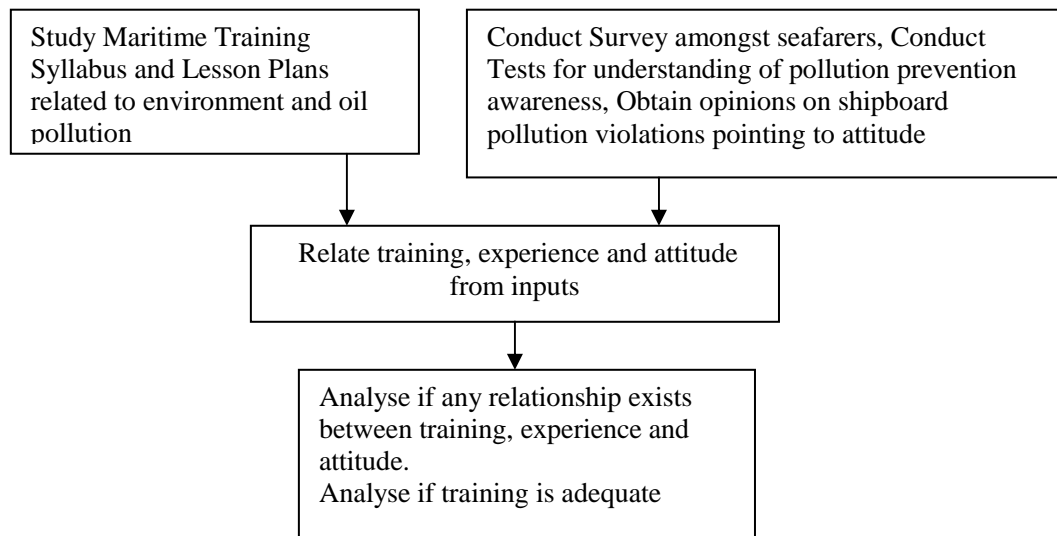 Study Maritime Training
Syllabus and Lesson Plans
related to environment and oil
pollution
Conduct Survey amongst seafarers, Conduct
Tests for understanding of pollution prevention
awareness, Obtain opinions on shipboard
pollution violations pointing to attitude
Relate training, experience and attitude
from inputs
Analyse if any relationship exists
between training, experience and
attitude.
Analyse if training is adequate